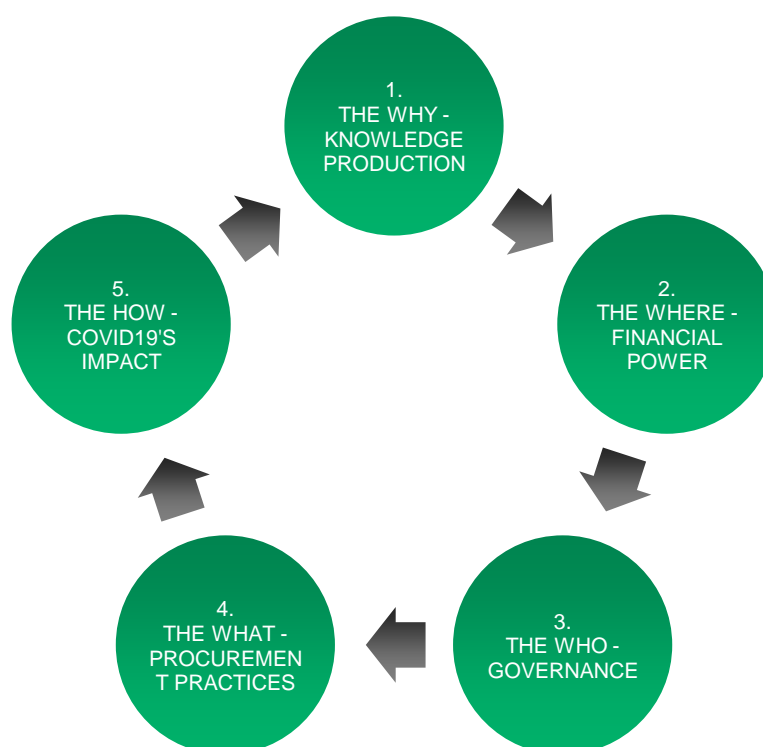 1.
THE WHY -
KNOWLEDGE
PRODUCTION
2.
THE WHERE -
FINANCIAL
POWER
3.
THE WHO -
GOVERNANCE
4.
THE WHAT -
PROCUREMEN
T PRACTICES
5.
THE HOW -
COVID19'S
IMPACT